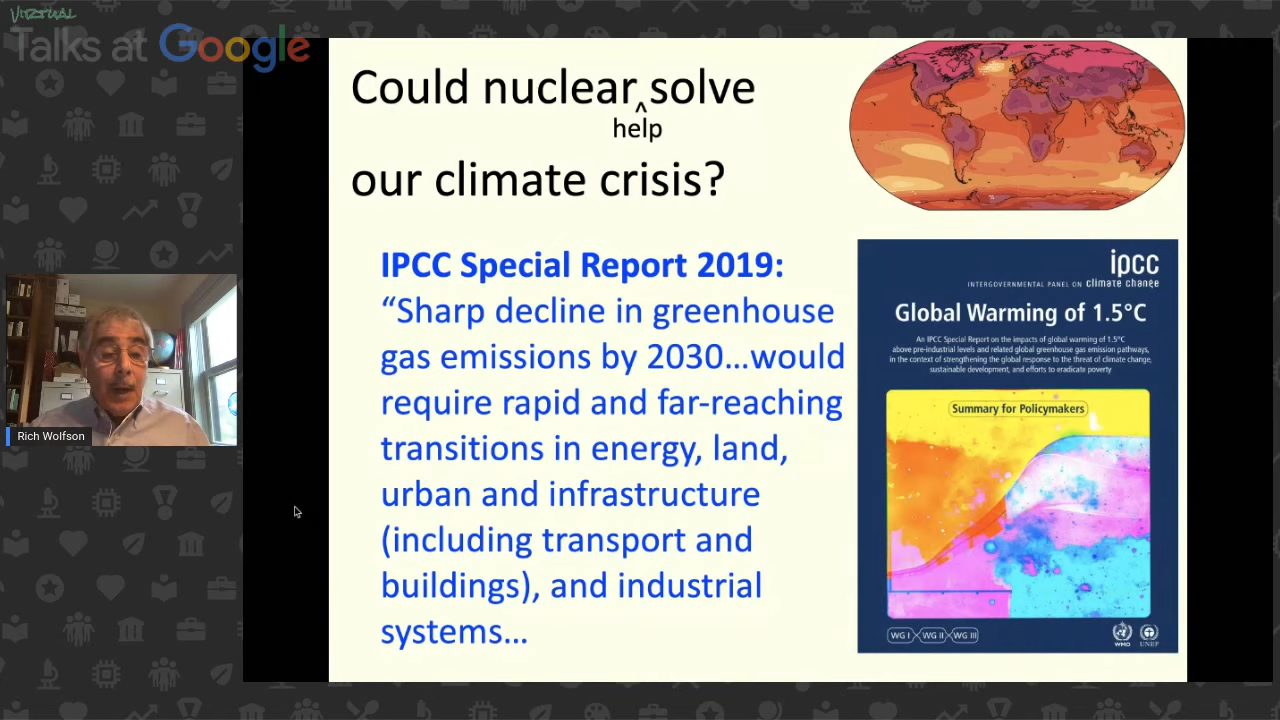 VIRTUAL
Talks at Google
Could nuclear ^ solve
help
our climate crisis?
IPCC Special Report 2019:
“Sharp decline in greenhouse
gas emissions by 2030...would
require rapid and far-reaching
transitions in energy, land,
urban and infrastructure
(including transport and
buildings), and industrial
systems...
ipcc
INTERGOVERNMENTAL PANEL ON climate change
Global Warming of 1.5°C
An IPCC Special Report on the impacts of global warming of 1.5°C
above pre-industrial levels and related global greenhouse gas emission pathways,
in the context of strengthening the global response to the threat of climate change,
sustainable development, and efforts to eradicate poverty
Summary for Policymakers
WG I WG II WG III
WMO UNEP
Rich Wolfson